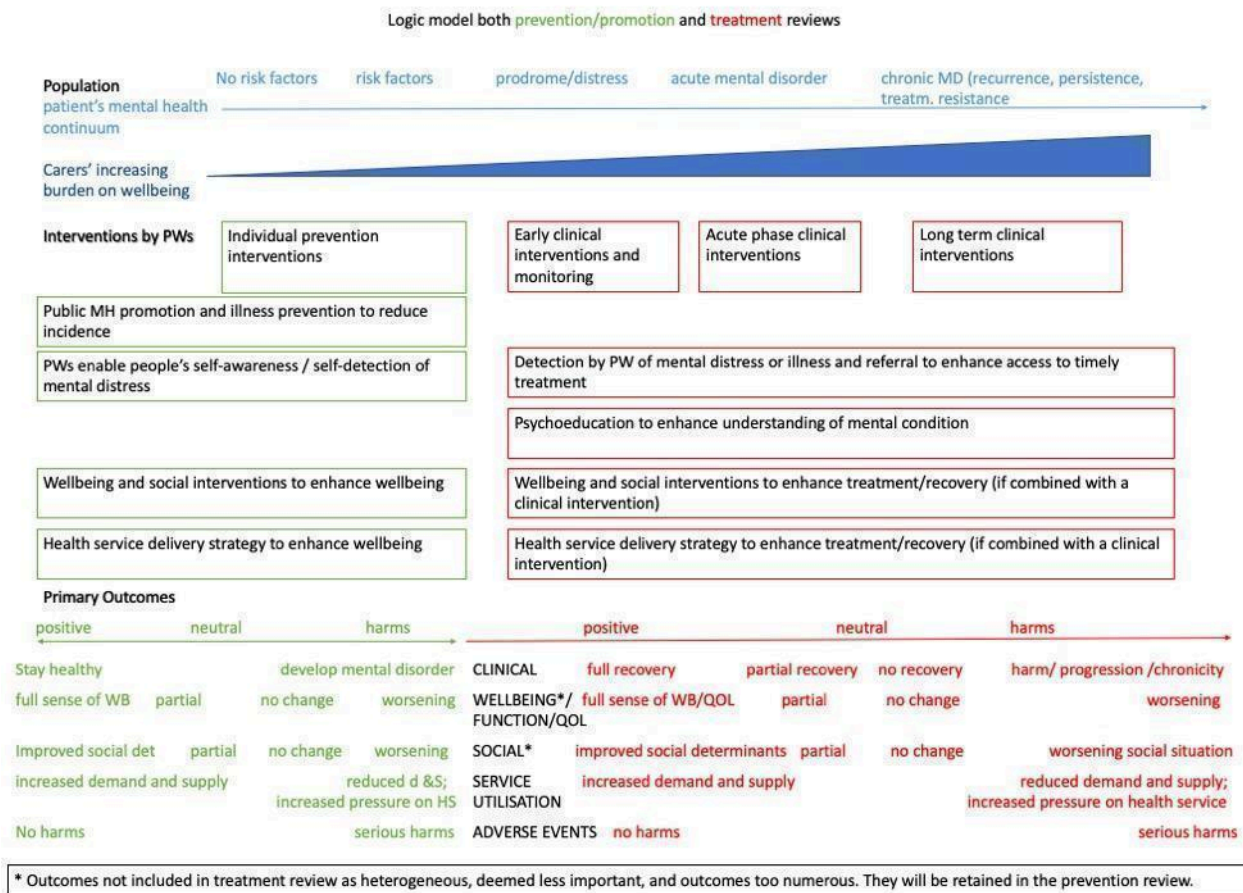 Logic model both prevention/promotion and treatment reviews
No risk factors risk factors prodrome/distress acute mental disorder chronic MD (recurrence, persistence,
treatm. resistance
Population
patient's mental health
continuum
Carers' increasing
burden on wellbeing
Interventions by PWs
Individual prevention
interventions
Early clinical
interventions and
monitoring
Acute phase clinical
interventions
Long term clinical
interventions
Public MH promotion and illness prevention to reduce
incidence
PWs enable people's self-awareness / self-detection of
mental distress
Detection by PW of mental distress or illness and referral to enhance access to timely
treatment
Psychoeducation to enhance understanding of mental condition
Wellbeing and social interventions to enhance wellbeing
Wellbeing and social interventions to enhance treatment/recovery (if combined with a
clinical intervention)
Health service delivery strategy to enhance wellbeing
Health service delivery strategy to enhance treatment/recovery (if combined with a clinical
intervention)
Primary Outcomes
positive neutral harms positive neutral harms
Stay healthy develop mental disorder CLINICAL full recovery partial recovery no recovery harm/ progression /chronicity
full sense of WB partial no change worsening WELLBEING*/ full sense of WB/QOL partial no change worsening
FUNCTION/QOL
Improved social det partial no change worsening SOCIAL* improved social determinants partial no change worsening social situation
increased demand and supply reduced d &S; SERVICE increased demand and supply reduced demand and supply;
increased pressure on HS UTILISATION increased pressure on health service
No harms serious harms ADVERSE EVENTS no harms serious harms
* Outcomes not included in treatment review as heterogeneous, deemed less important, and outcomes too numerous. They will be retained in the prevention review.